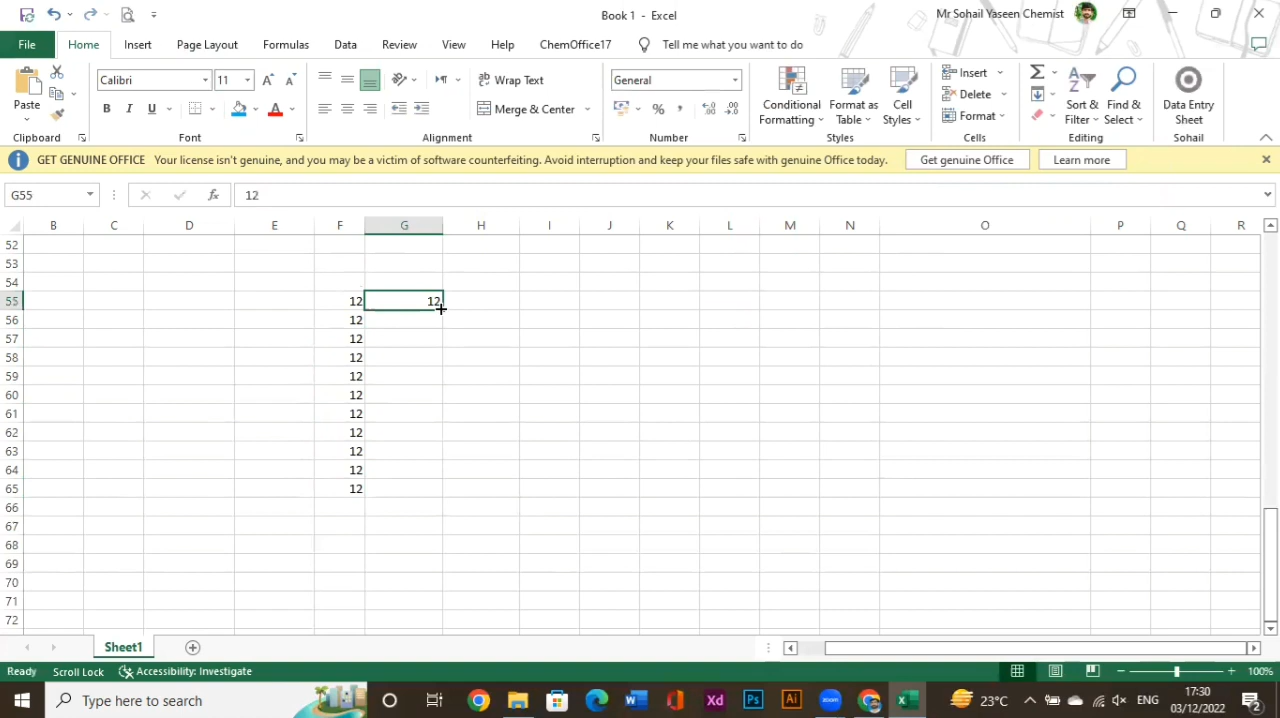 Book 1 - Excel
Mr Sohail Yaseen Chemist
File Home Insert Page Layout Formulas Data Review View Help ChemOffice17 Tell me what you want to do
Paste
Clipboard
Calibri 11
B I U
Font
Wrap Text
Merge & Center
Alignment
General
Number
Conditional Formatting
Format as Table
Cell Styles
Styles
Insert
Delete
Format
Cells
Sort & Filter
Find & Select
Editing
Data Entry Sheet
Sohail
GET GENUINE OFFICE Your license isn't genuine, and you may be a victim of software counterfeiting. Avoid interruption and keep your files safe with genuine Office today. Get genuine Office Learn more
G55 fx 12
B C D E F G H I J K L M N O P Q R
52
53
54
55 12 12
56 12
57 12
58 12
59 12
60 12
61 12
62 12
63 12
64 12
65 12
66
67
68
69
70
71
72
Sheet1
Ready Scroll Lock Accessibility: Investigate 100%
Type here to search
23°C ENG 17:30
03/12/2022 2